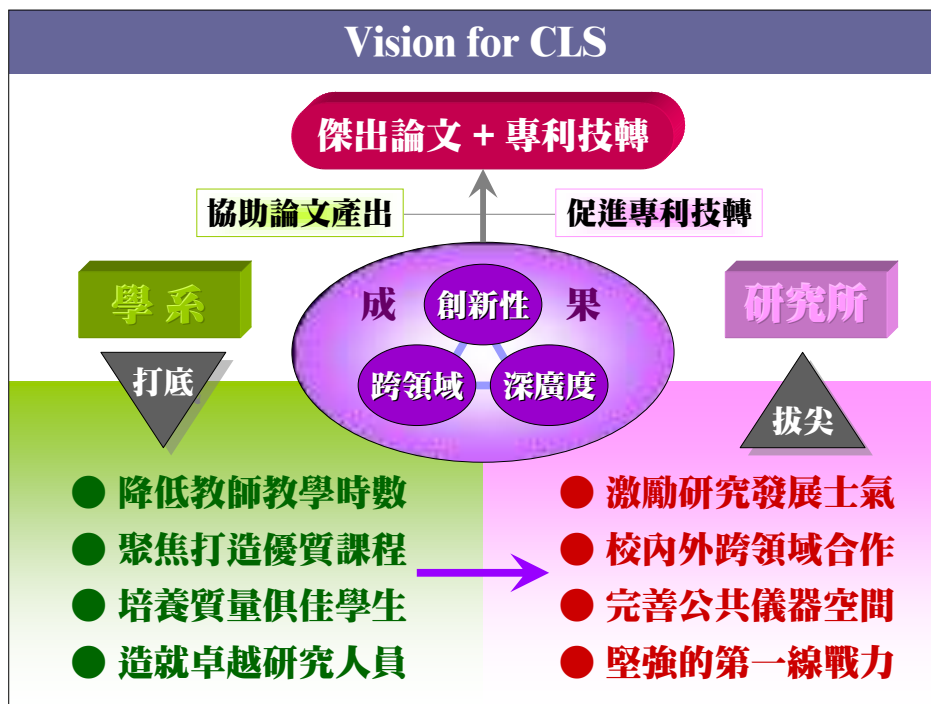 Vision for CLS
傑出論文 + 專利技轉
協助論文產出
促進專利技轉
學系
成果
創新性
跨領域
深廣度
研究所
打底
拔尖
● 降低教師教學時數
● 聚焦打造優質課程
● 培養質量俱佳學生
● 造就卓越研究人員
● 激勵研究發展士氣
● 校內外跨領域合作
● 完善公共儀器空間
● 堅強的第一線戰力